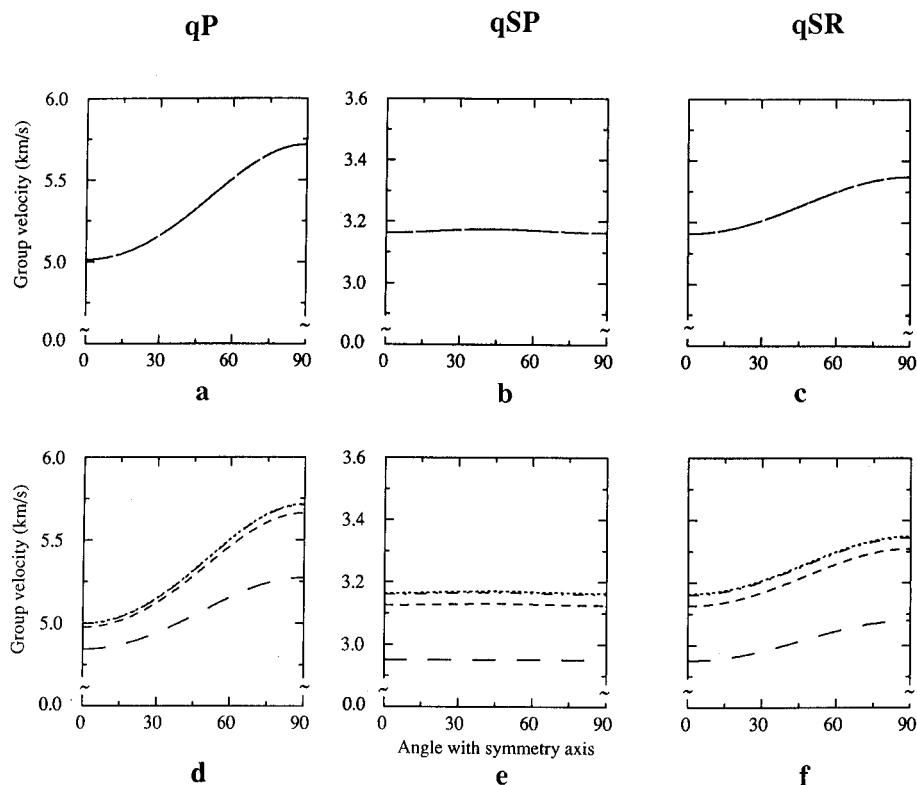 qP qSP qSR
Group velocity (km/s)
6.0
5.5
5.0
0.0
~ ~
0 30 60 90
a
3.6
3.4
3.2
3.0
0.0
~ ~
0 30 60 90
b
~ ~
0 30 60 90
c
Group velocity (km/s)
6.0
5.5
5.0
0.0
~ ~
0 30 60 90
d
3.6
3.4
3.2
3.0
0.0
~ ~
0 30 60 90
Angle with symmetry axis
e
~ ~
0 30 60 90
f